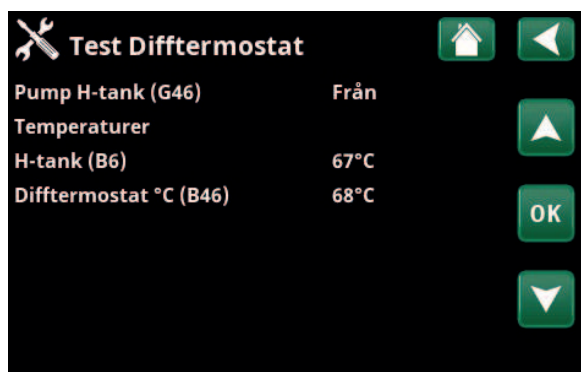 Test Difftermostat
Pump H-tank (G46) Från
Temperaturer
H-tank (B6) 67°C
Difftermostat °C (B46) 68°C
OK